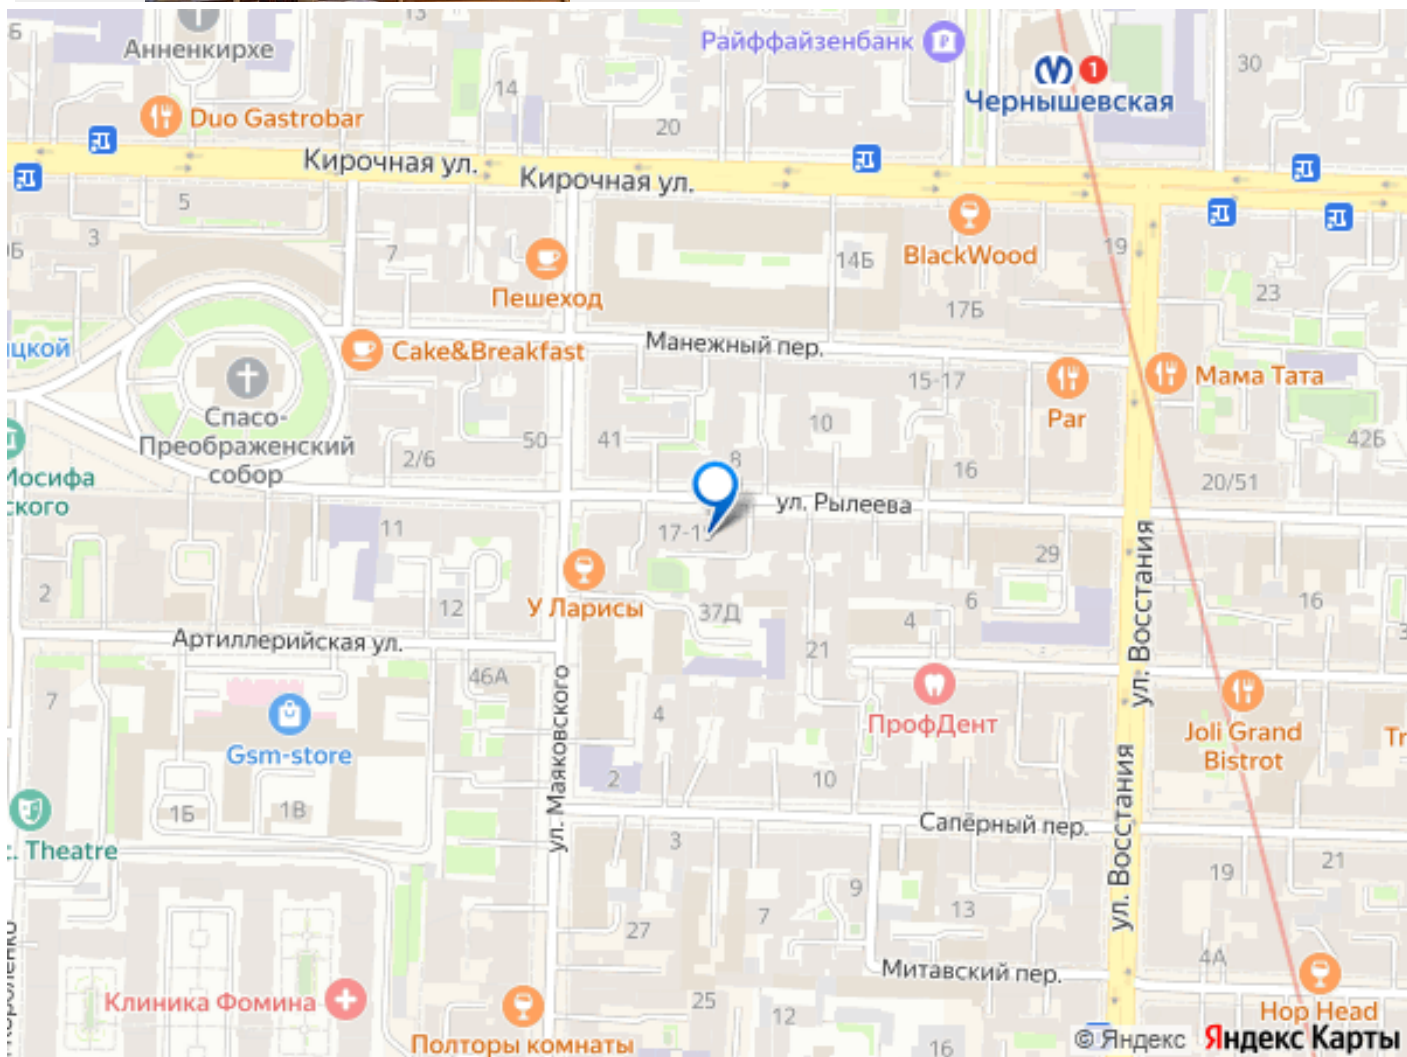 13
Анненкирхе
Райффайзенбанк
30
14
Чернышевская
1
Duo Gastrobar
20
Кирочная ул.
Кирочная ул.
5
3
7
14Б
BlackWood
19
23
Пешеход
17Б
Манежный пер.
Cake&Breakfast
15-17
Мама Тата
Спасо-
Преображенский
собор
10
Par
50
41
42Б
2/6
8
16
20/51
ул. Рылеева
11
17-19
29
2
12
У Ларисы
37Д
6
4
16
Артиллерийская ул.
21
46А
ул. Восстания
7
4
ПрофДент
Gsm-store
Joli Grand
Bistrot
2
10
ул. Маяковского
1Б
1В
Сапёрный пер.
3
Theatre
ул. Восстания
21
19
9
7
13
27
4А
Митавский пер.
Клиника Фомина
25
12
Hop Head
Полторы комнаты
16
© Яндекс Яндекс Карты